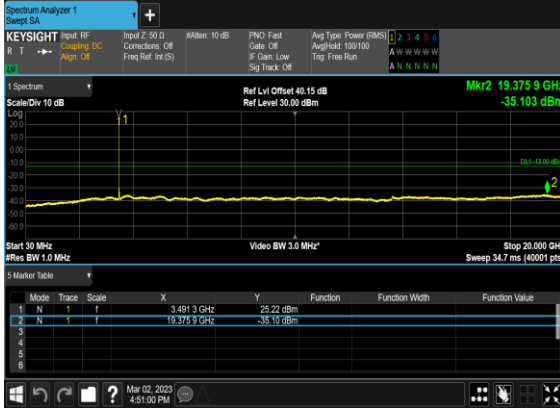 Spectrum Analyzer 1
Swept SA
+
KEYSIGHT
R T
LV
Input: RF
Coupling: DC
Align: Off
Input Z: 50 Ω
Corrections: Off
Freq Ref: Int (S)
#Atten: 10 dB
PNO: Fast
Gate: Off
IF Gain: Low
Sig Track: Off
Avg Type: Power (RMS)
Avg|Hold: 100/100
Trig: Free Run
1 2 3 4 5 6
A W W W W W
A N N N N N
1 Spectrum
Scale/Div 10 dB
Ref Lvl Offset 40.15 dB
Ref Level 30.00 dBm
Mkr2 19.375 9 GHz
-35.103 dBm
Log
20.0
10.0
0.00
-10.0
-20.0
-30.0
-40.0
-50.0
-60.0
1
DL1 -13.00 dBm
2
Start 30 MHz
#Res BW 1.0 MHz
Video BW 3.0 MHz*
Stop 20.000 GH
Sweep 34.7 ms (40001 pts
5 Marker Table
Mode Trace Scale X Y Function Function Width Function Value
1 N 1 f 3.491 3 GHz 25.22 dBm
2 N 1 f 19.375 9 GHz -35.10 dBm
3
4
5
6
?
Mar 02, 2023
4:51:00 PM